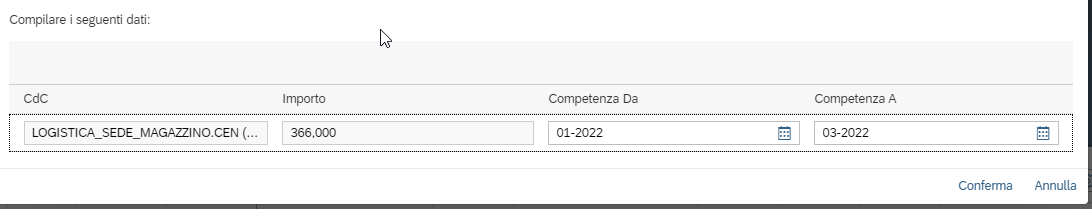 Compilare i seguenti dati:
CdC Importo Competenza Da Competenza A
LOGISTICA_SEDE_MAGAZZINO.CEN (... 366,000 01-2022 03-2022
Conferma Annulla